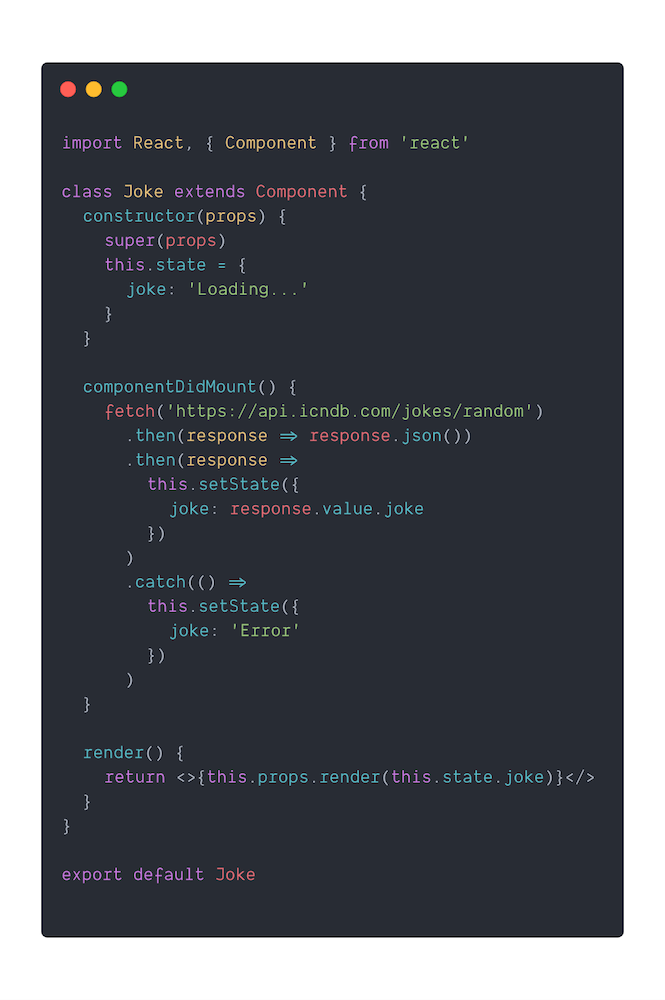 import React, { Component } from 'react'
class Joke extends Component {
constructor(props) {
super(props)
this.state = {
joke: 'Loading...'
}
}
componentDidMount() {
fetch('https://api.icndb.com/jokes/random')
.then(response => response.json())
.then(response =>
this.setState({
joke: response.value.joke
})
)
.catch(() =>
this.setState({
joke: 'Error'
})
)
}
render() {
return <>{this.props.render(this.state.joke)}</>
}
}
export default Joke